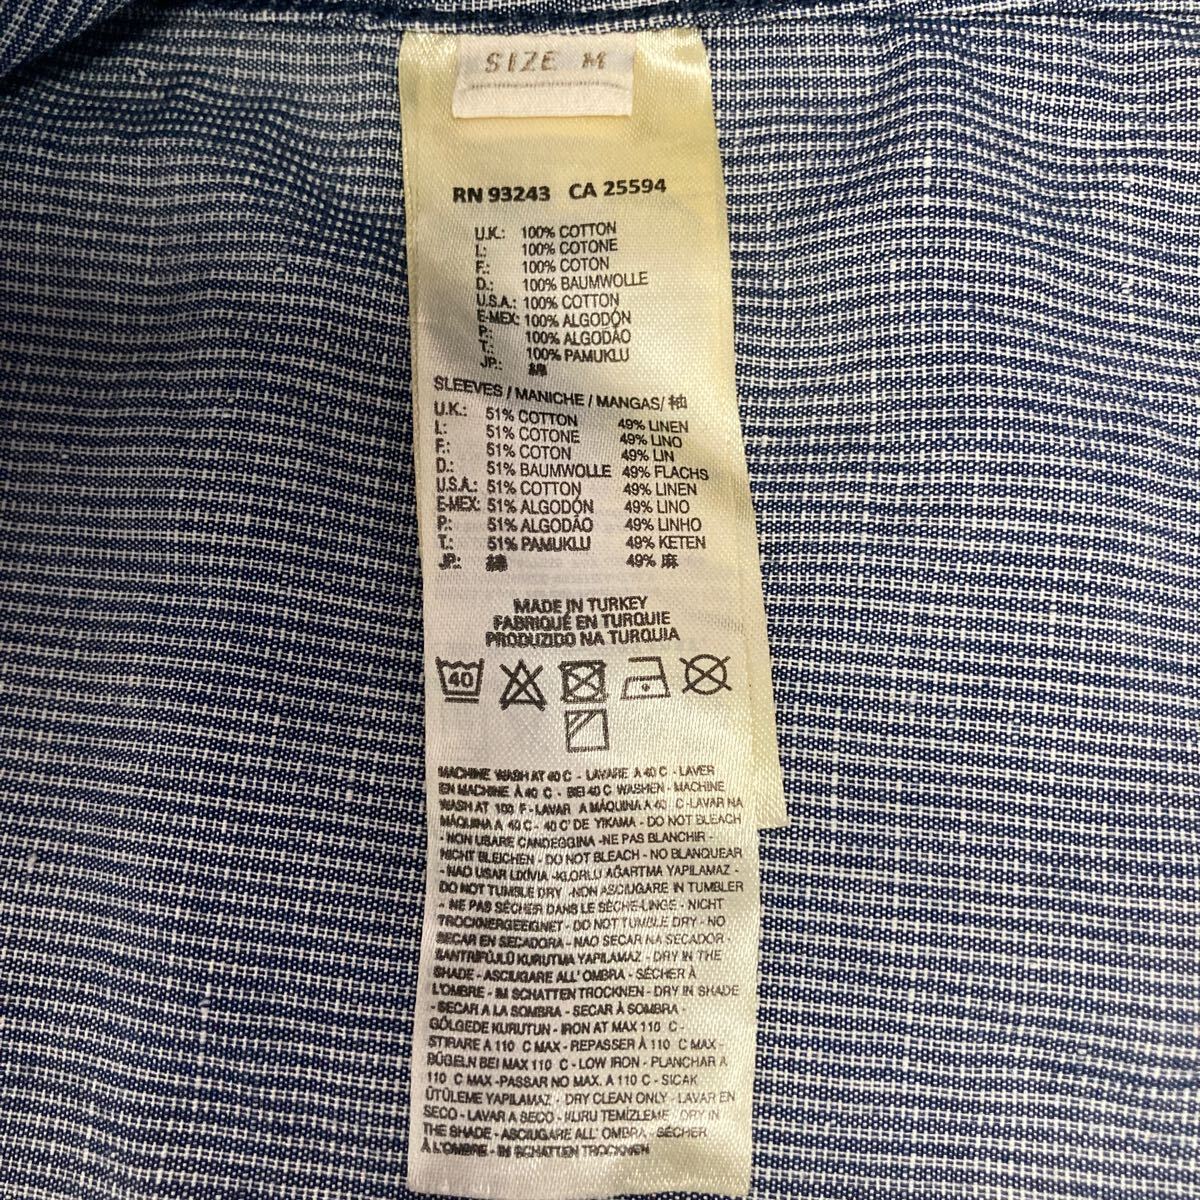 SIZE M
RN 93243 CA 25594
U.K.: 100% COTTON
I.: 100% COTONE
F.: 100% COTON
D.: 100% BAUMWOLLE
U.S.A.: 100% COTTON
E-MEX: 100% ALGODÓN
P.: 100% ALGODÃO
T.: 100% PAMUKLU
JP.: 綿
SLEEVES / MANICHE / MANGAS/ 袖
U.K.: 51% COTTON 49% LINEN
I.: 51% COTONE 49% LINO
F.: 51% COTON 49% LIN
D.: 51% BAUMWOLLE 49% FLACHS
U.S.A.: 51% COTTON 49% LINEN
E-MEX: 51% ALGODÓN 49% LINO
P.: 51% ALGODÃO 49% LINHO
T.: 51% PAMUKLU 49% KETEN
JP.: 綿 49% 麻
MADE IN TURKEY
FABRIQUÉ EN TURQUIE
PRODUZIDO NA TURQUIA
40
MACHINE WASH AT 40 C - LAVARE A 40 C - LAVER
EN MACHINE À 40 C - BEI 40 C WASHEN - MACHINE
WASH AT 100 F - LAVAR A MÁQUINA A 40 C -LAVAR NA
MÁQUINA A 40 C - 40 C' DE YIKAMA - DO NOT BLEACH
- NON USARE CANDEGGINA -NE PAS BLANCHIR -
NICHT BLEICHEN - DO NOT BLEACH - NO BLANQUEAR
- NAO USAR LIXÍVIA -KLORLU AĞARTMA YAPILAMAZ -
DO NOT TUMBLE DRY -NON ASCIUGARE IN TUMBLER
- NE PAS SÉCHER DANS LE SÈCHE-LINGE - NICHT
TROCKNERGEEIGNET - DO NOT TUMBLE DRY - NO
SECAR EN SECADORA - NAO SECAR NA SECADOR -
SANTRİFÜJLÜ KURUTMA YAPILAMAZ - DRY IN THE
SHADE - ASCIUGARE ALL' OMBRA - SÉCHER À
L'OMBRE - IM SCHATTEN TROCKNEN - DRY IN SHADE
- SECAR A LA SOMBRA - SECAR À SOMBRA -
GÖLGEDE KURUTUN - IRON AT MAX 110 C -
STIRARE A 110 C MAX - REPASSER À 110 C MAX -
BÜGELN BEI MAX 110 C - LOW IRON - PLANCHAR A
110 C MAX -PASSAR NO MAX. A 110 C - SICAK
ÜTÜLEME YAPILAMAZ - DRY CLEAN ONLY - LAVAR EN
SECO - LAVAR A SECO - KURU TEMİZLEME - DRY IN
THE SHADE - ASCIUGARE ALL' OMBRA - SÉCHER
À L'OMBRE - IM SCHATTEN TROCKNEN